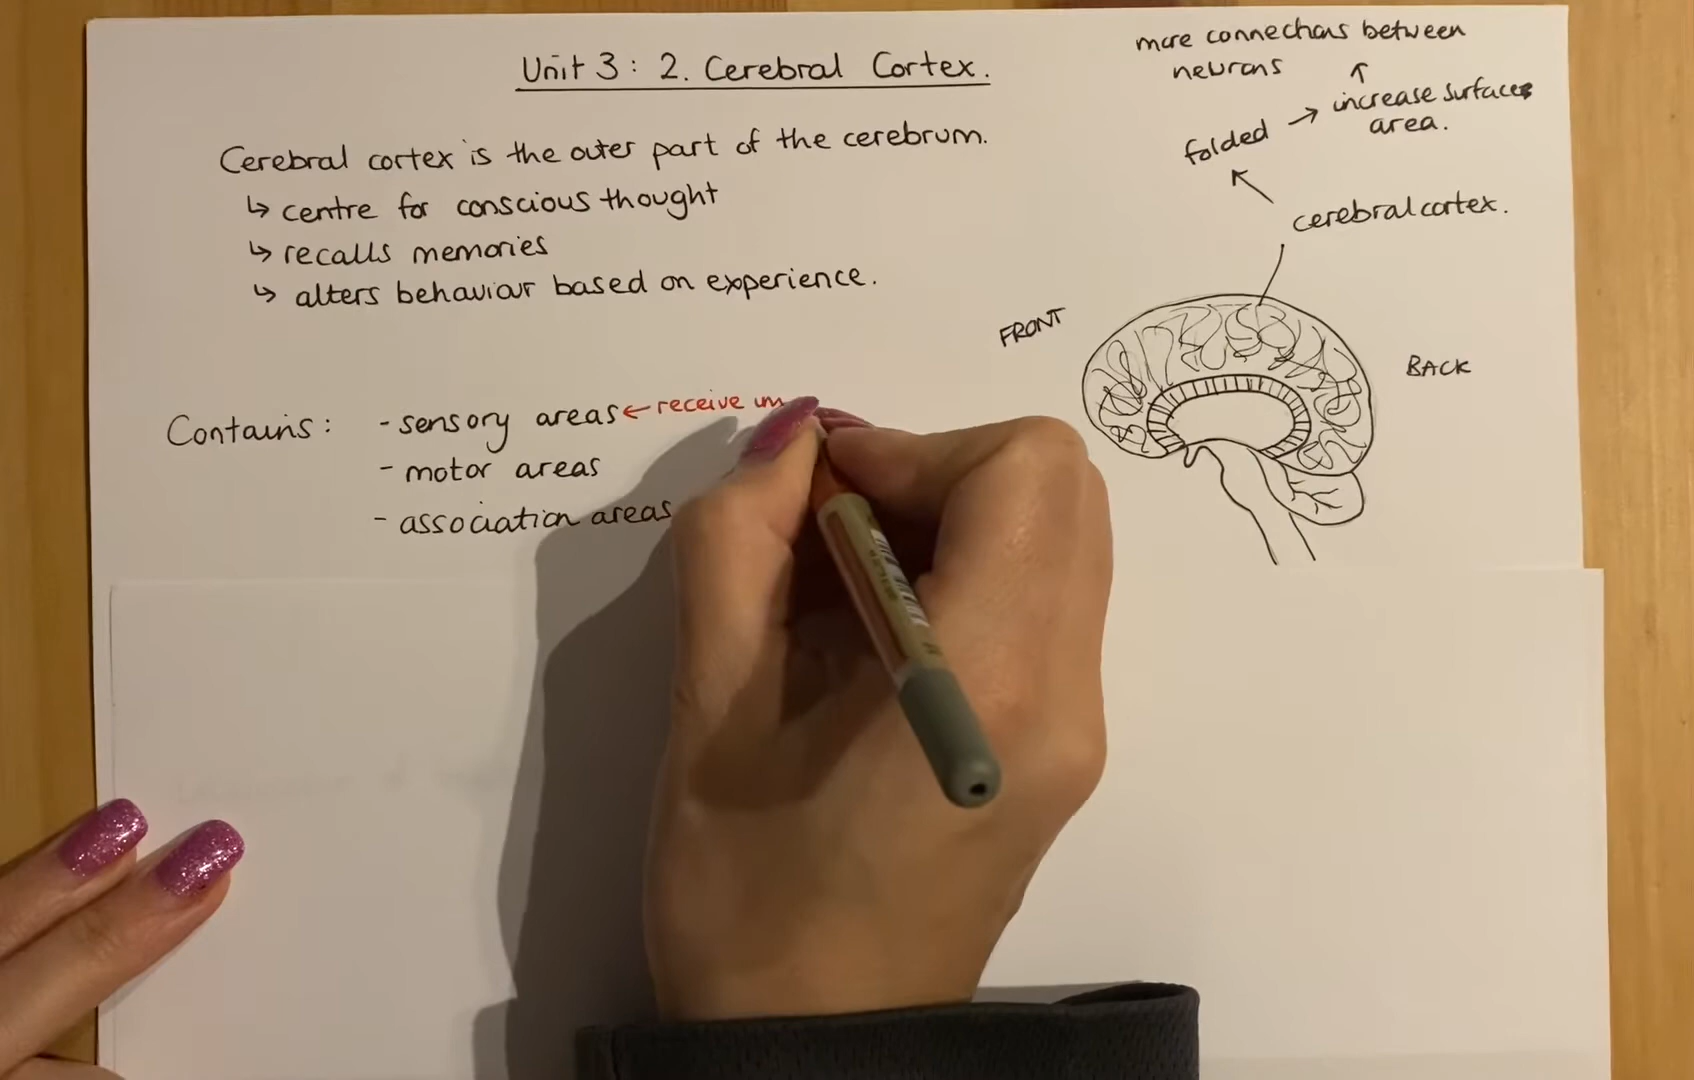 Unit 3: 2. Cerebral Cortex.
Cerebral cortex is the outer part of the cerebrum.
↳ centre for conscious thought
↳ recalls memories
↳ alters behaviour based on experience.
Contains: - sensory areas ← receive im
- motor areas
- association areas
more connections between
neurons
↑
folded → increase surface
area.
↖
cerebral cortex.
FRONT
BACK